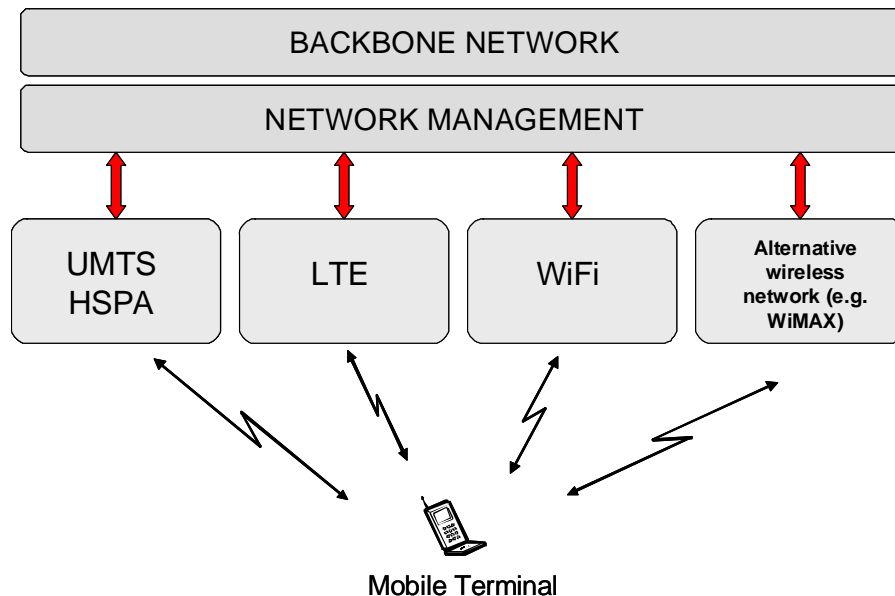 BACKBONE NETWORK
NETWORK MANAGEMENT
UMTS
HSPA
LTE
WiFi
Alternative
wireless
network (e.g.
WiMAX)
Mobile Terminal